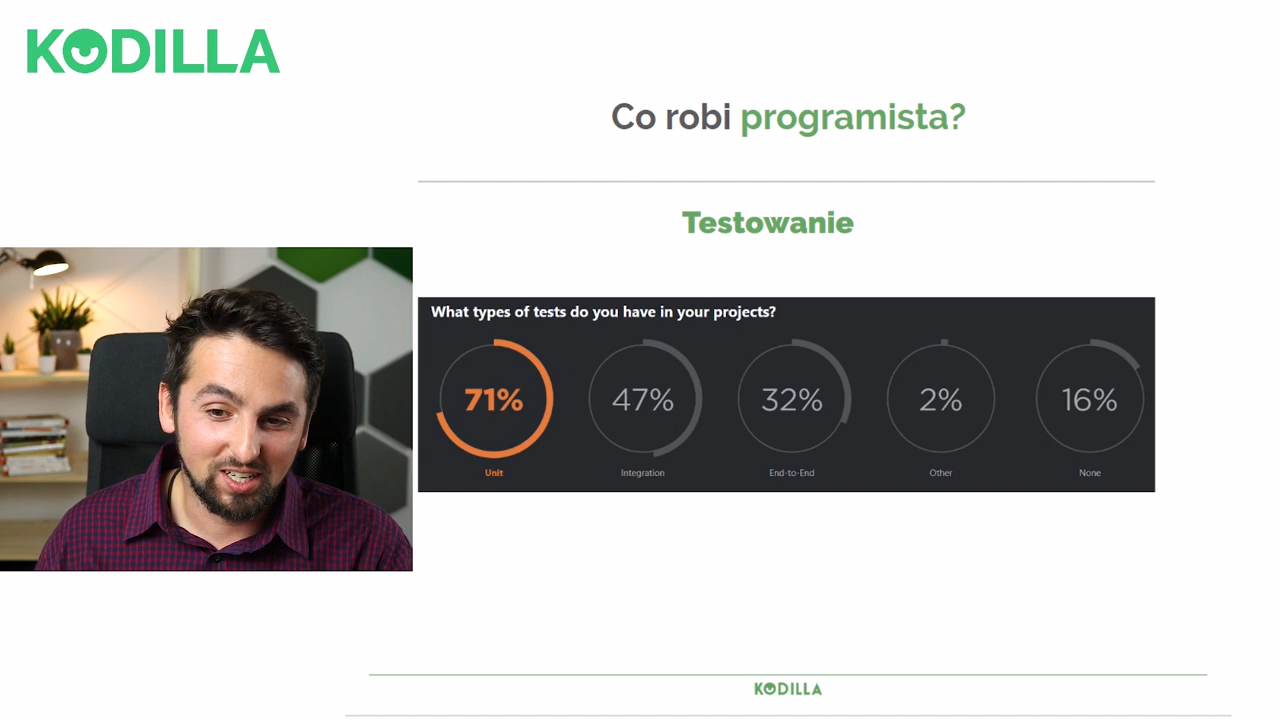 KODILLA
Co robi programista?
Testowanie
What types of tests do you have in your projects?
71% 47% 32% 2% 16%
Unit Integration End-to-End Other None
KODILLA